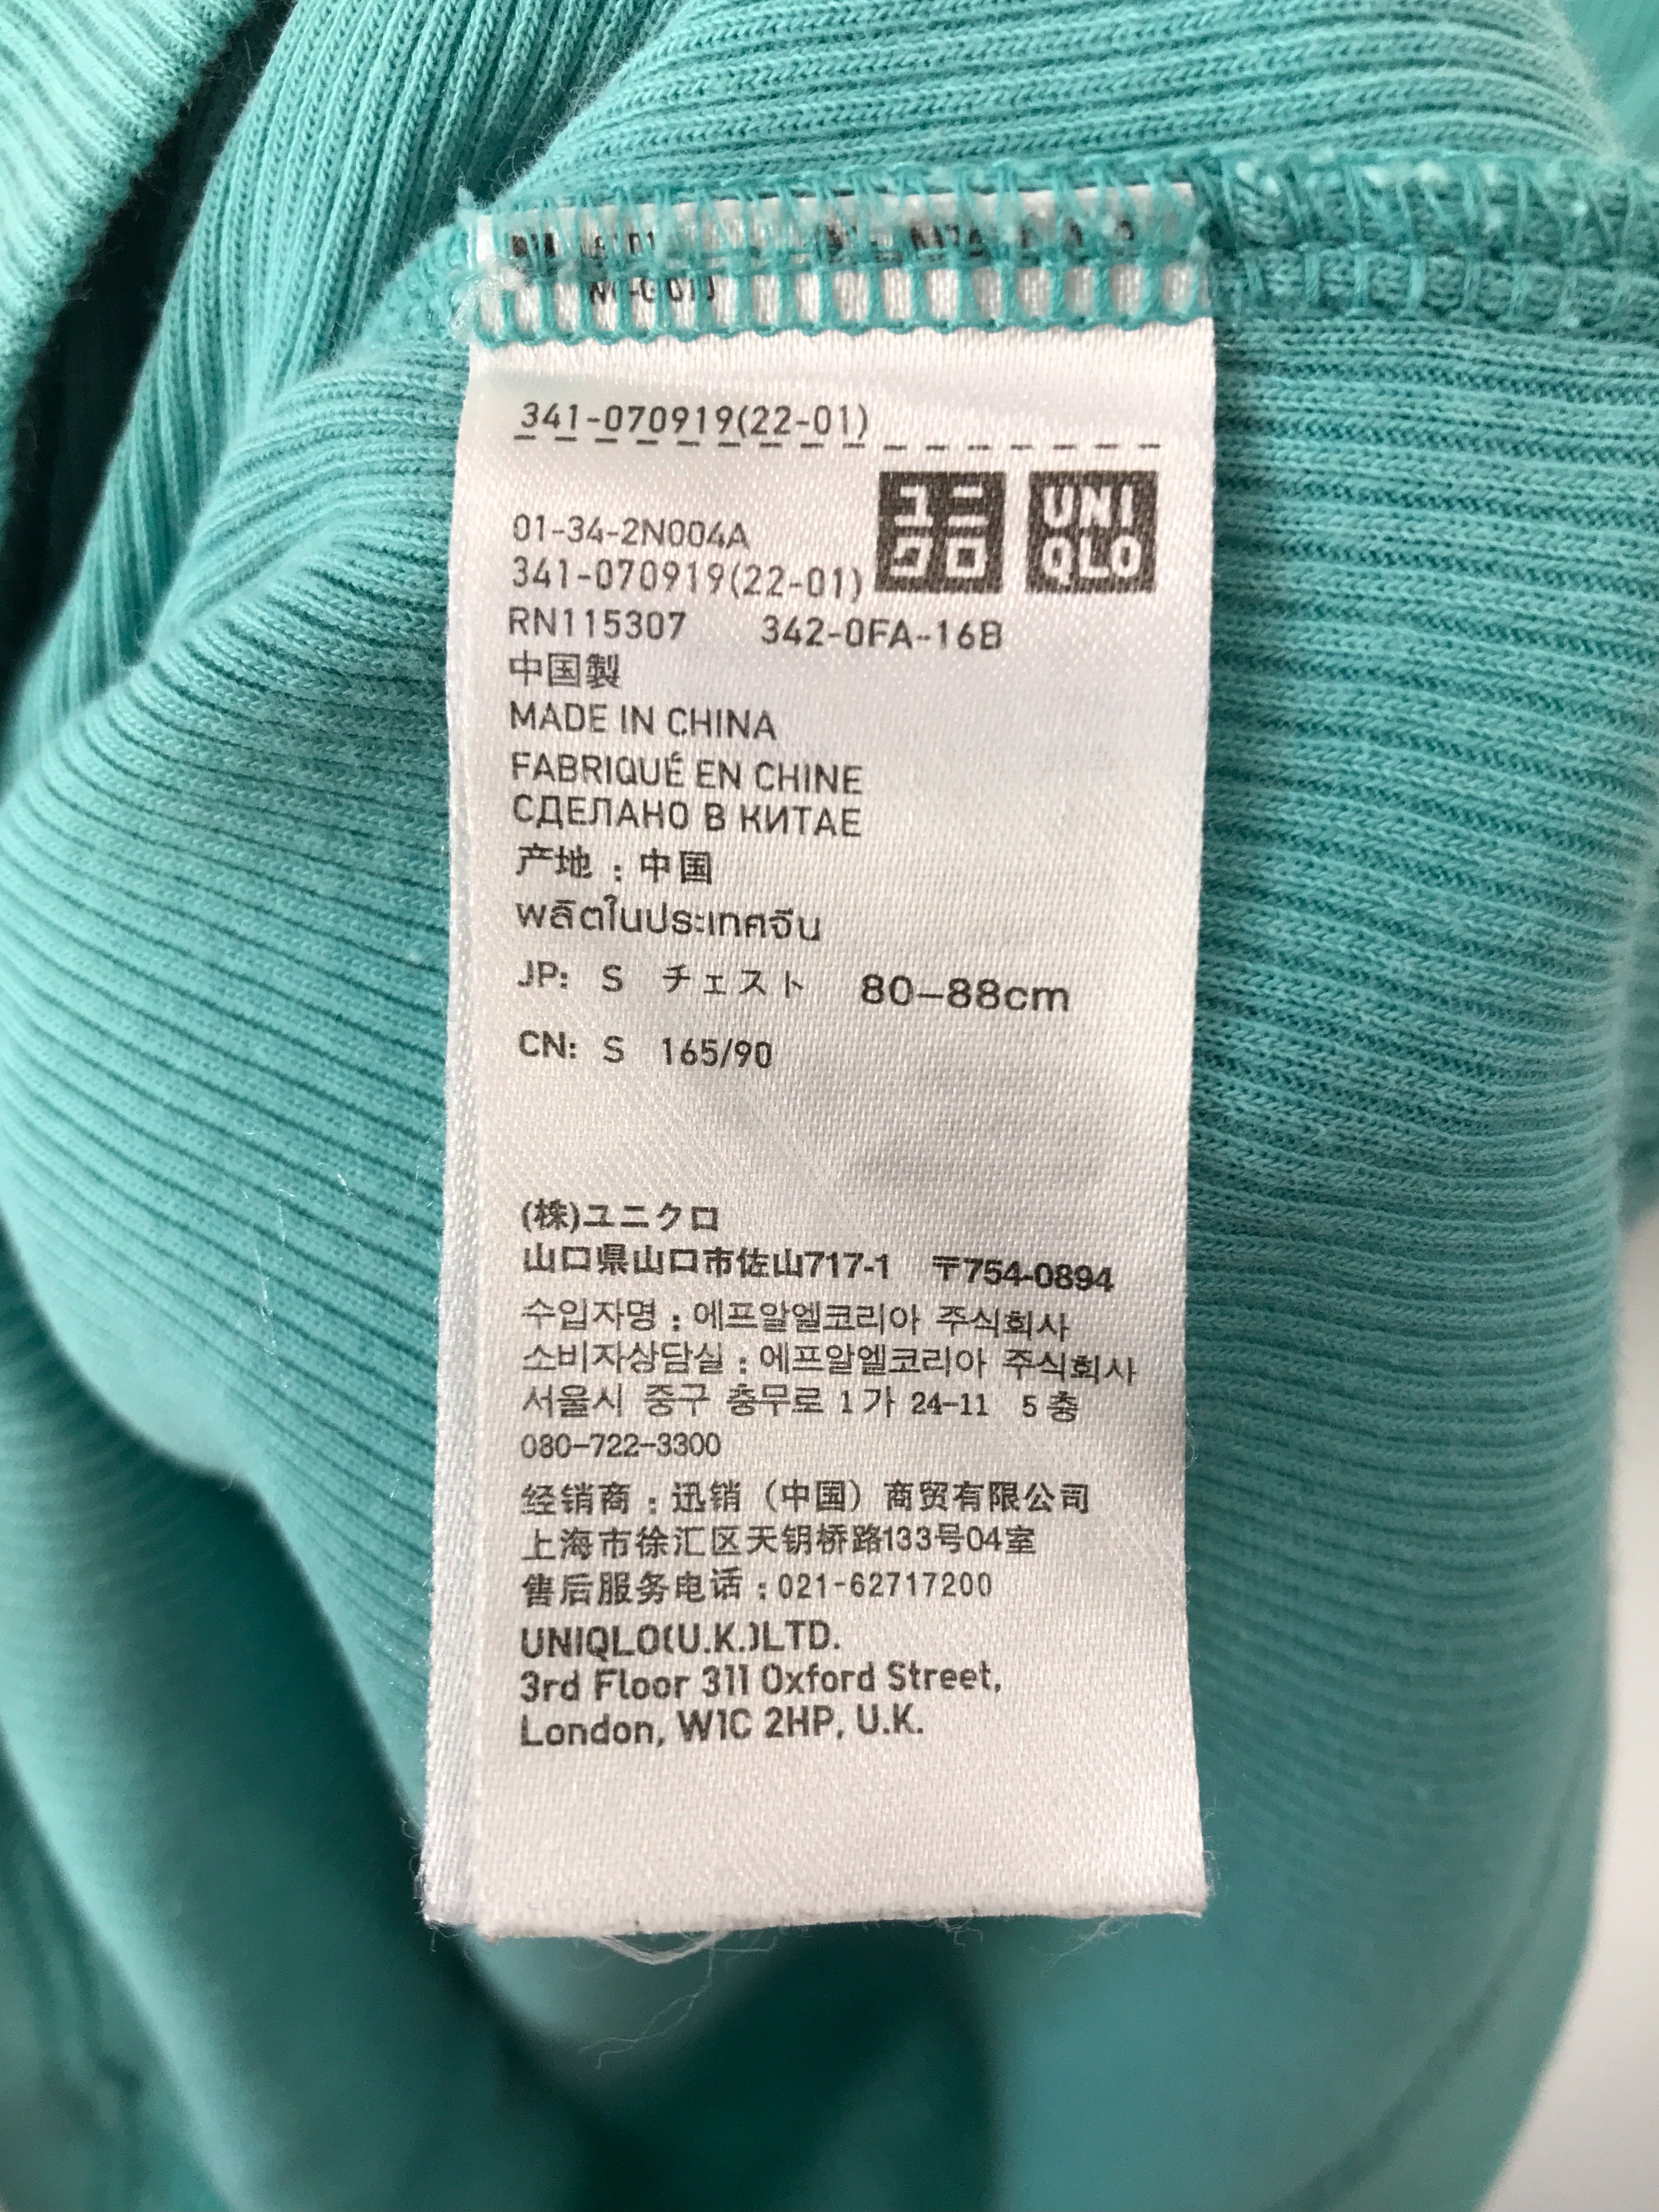 341-070919(22-01)
ユニクロ
UNIQLO
01-34-2N004A
341-070919(22-01)
RN115307 342-0FA-16B
中国製
MADE IN CHINA
FABRIQUÉ EN CHINE
СДЕЛАНО В КИТАЕ
产地：中国
ผลิตในประเทศจีน
JP: S チェスト 80-88cm
CN: S 165/90
(株)ユニクロ
山口県山口市佐山717-1 〒754-0894
수입자명 : 에프알엘코리아 주식회사
소비자상담실 : 에프알엘코리아 주식회사
서울시 중구 충무로 1가 24-11 5층
080-722-3300
经销商：迅销（中国）商贸有限公司
上海市徐汇区天钥桥路133号04室
售后服务电话：021-62717200
UNIQLO(U.K.)LTD.
3rd Floor 311 Oxford Street,
London, W1C 2HP, U.K.